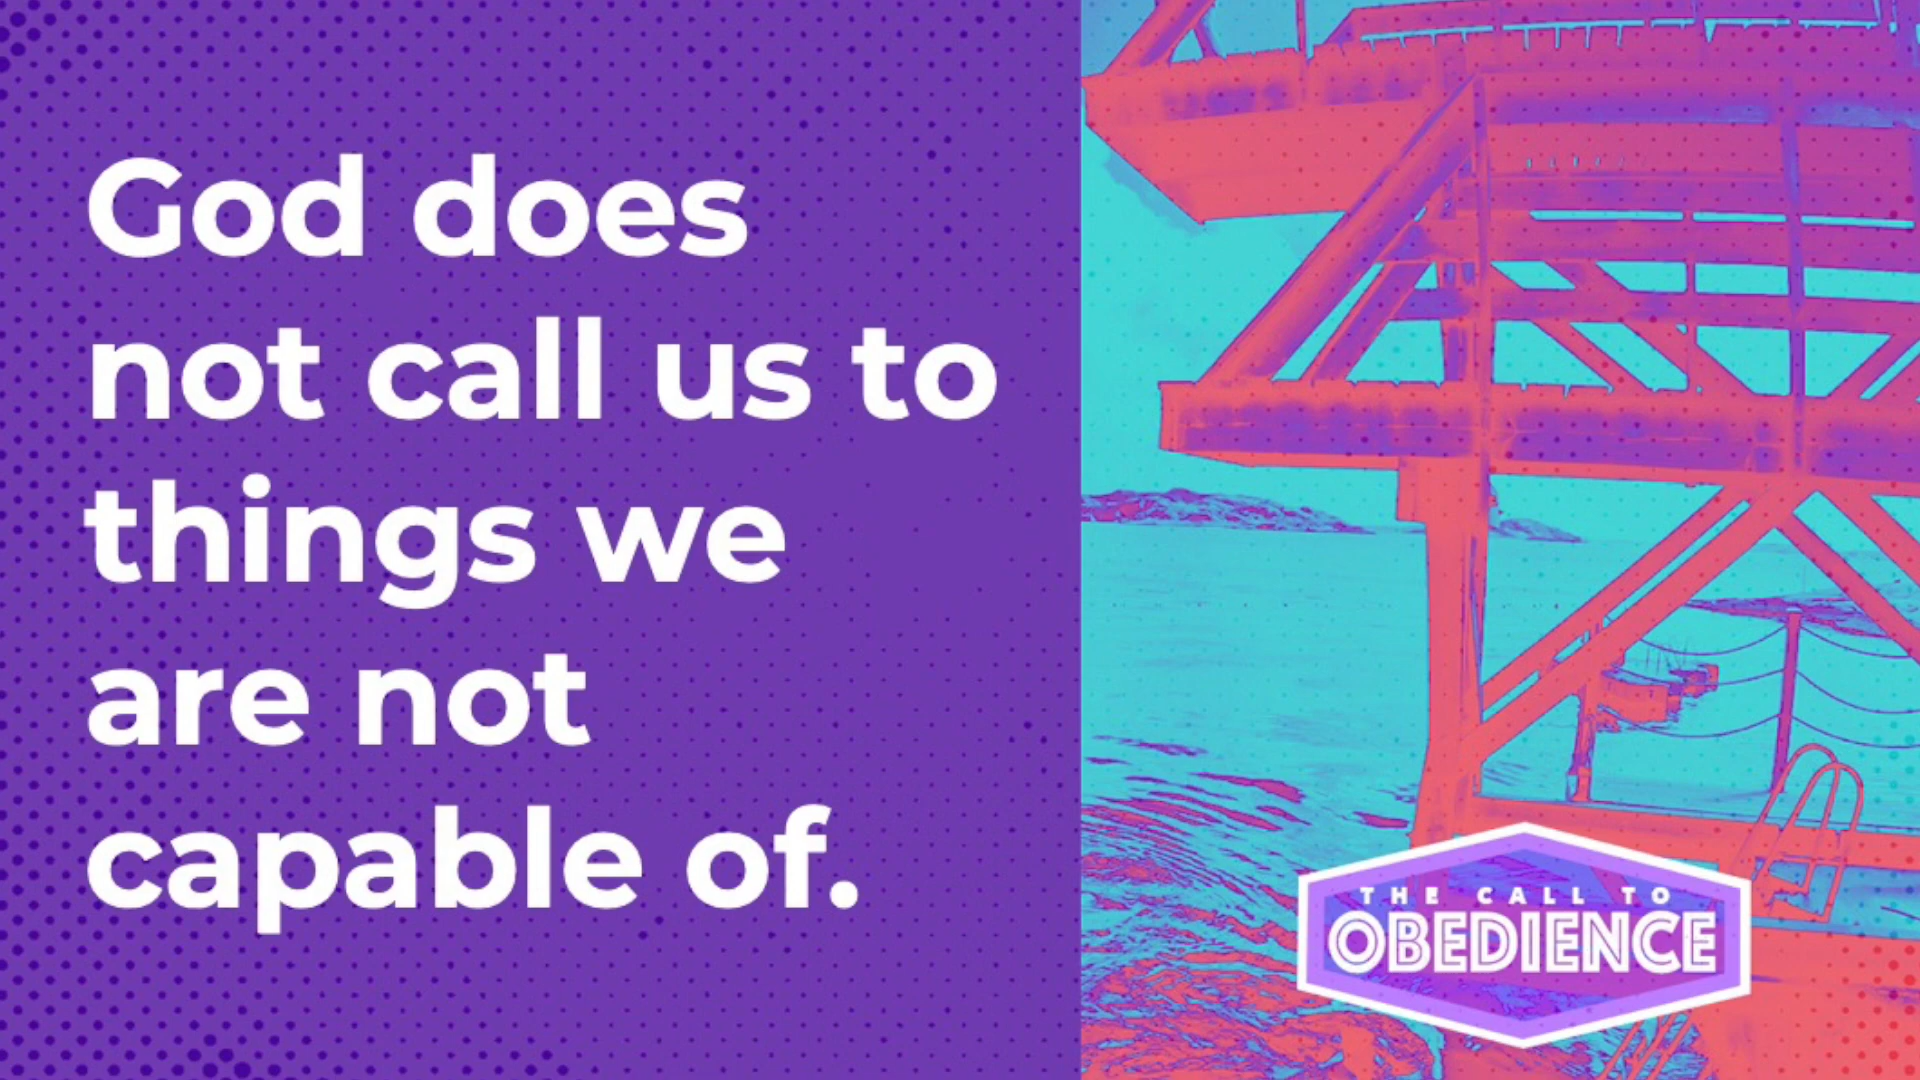 God does
not call us to
things we
are not
capable of.
THE CALL TO
OBEDIENCE